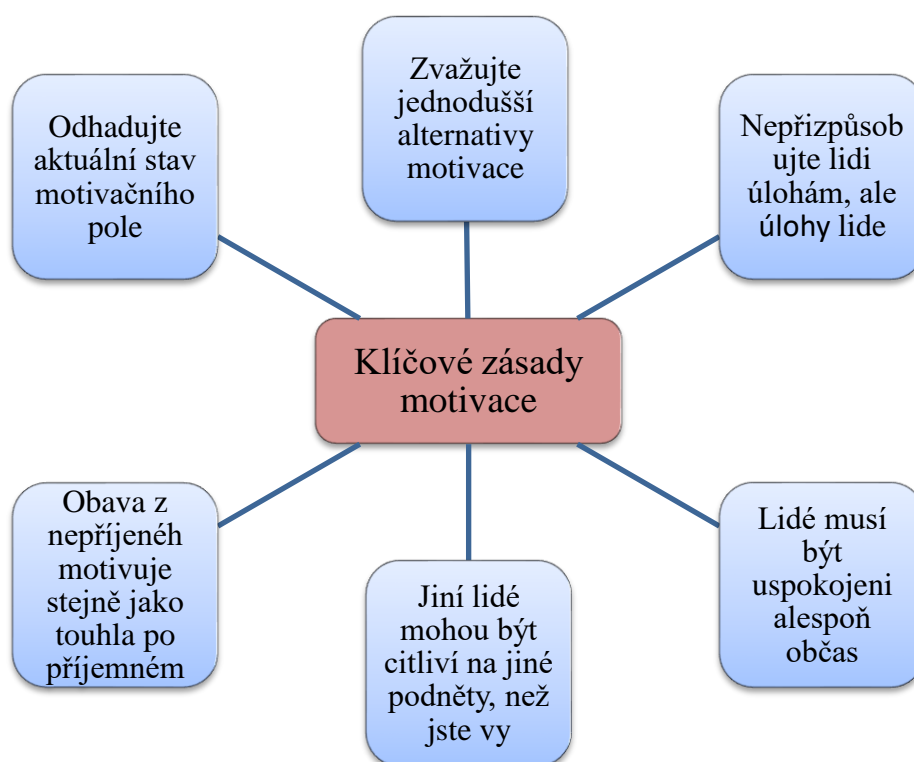 Zvažujte
jednodušší
alternativy
motivace
Odhadujte
aktuální stav
motivačního
pole
Nepřizpůsob
ujte lidi
úlohám, ale
úlohy lide
Klíčové zásady
motivace
Obava z
nepříjenéh
motivuje
stejně jako
touhla po
příjemném
Jiní lidé
mohou být
citliví na jiné
podněty, než
jste vy
Lidé musí
být
uspokojeni
alespoň
občas